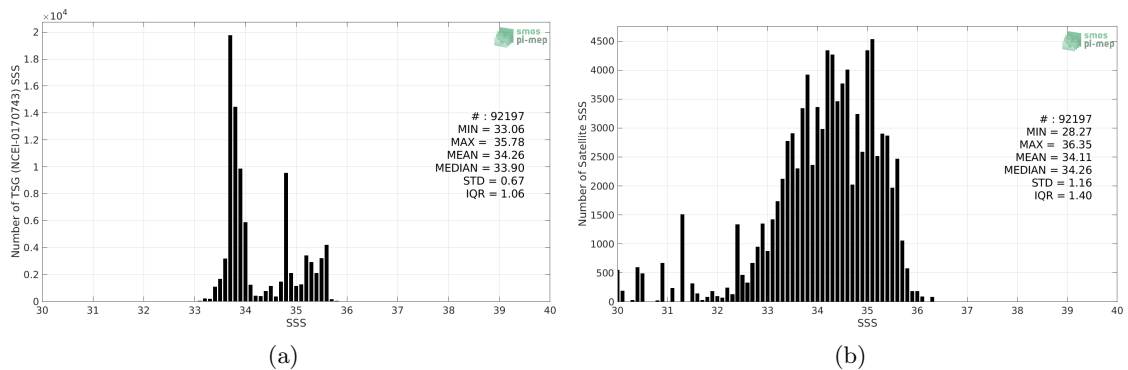 ×10⁴
2
1.8
1.6
1.4
1.2
1
0.8
0.6
0.4
0.2
0
Number of TSG (NCEI-0170743) SSS
smos
pi-mep
# : 92197
MIN = 33.06
MAX = 35.78
MEAN = 34.26
MEDIAN = 33.90
STD = 0.67
IQR = 1.06
30 31 32 33 34 35 36 37 38 39 40
SSS
(a)
4500
4000
3500
3000
2500
2000
1500
1000
500
0
Number of Satellite SSS
smos
pi-mep
# : 92197
MIN = 28.27
MAX = 36.35
MEAN = 34.11
MEDIAN = 34.26
STD = 1.16
IQR = 1.40
30 31 32 33 34 35 36 37 38 39 40
SSS
(b)